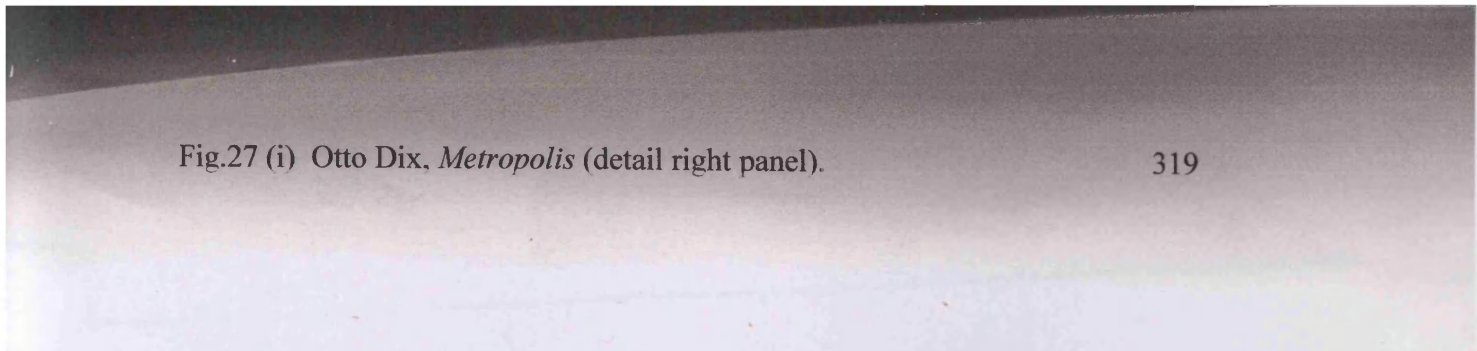 Fig.27 (i) Otto Dix, Metropolis (detail right panel). 319